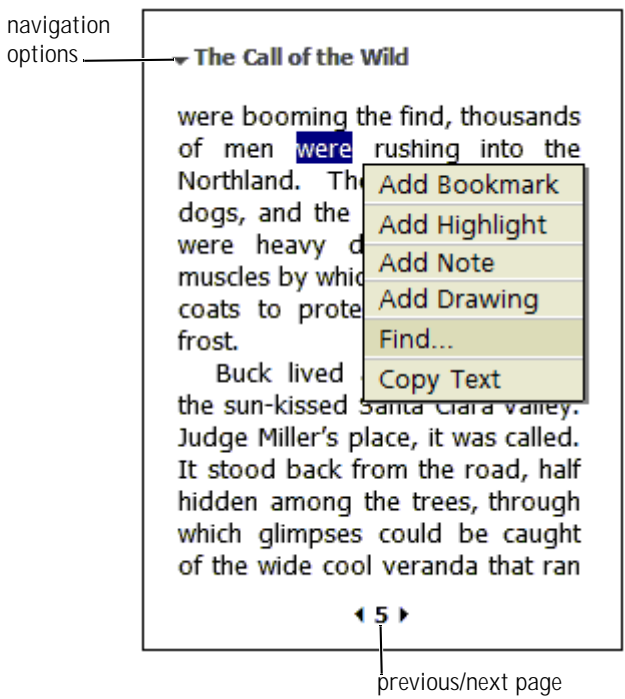 navigation
options
The Call of the Wild
were booming the find, thousands
of men were rushing into the
Northland. The
dogs, and the
were heavy d
muscles by whic
coats to prote
frost.
Add Bookmark
Add Highlight
Add Note
Add Drawing
Find...
Copy Text
Buck lived
the sun-kissed Santa Clara Valley.
Judge Miller's place, it was called.
It stood back from the road, half
hidden among the trees, through
which glimpses could be caught
of the wide cool veranda that ran
5
previous/next page